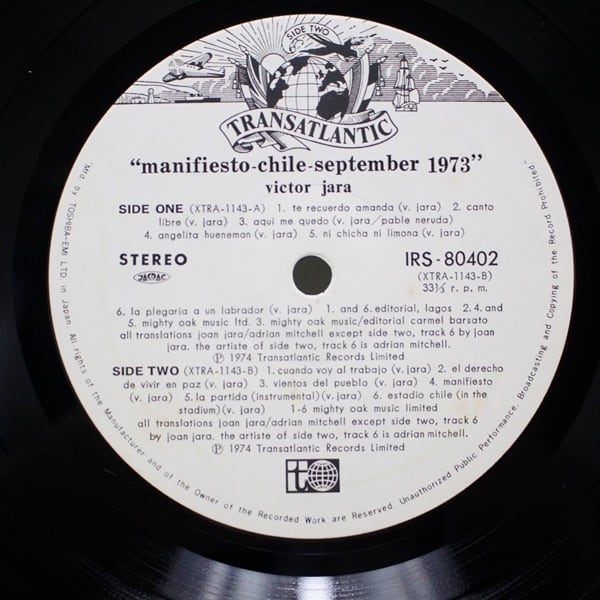 SIDE TWO
TRANSATLANTIC
"manifiesto-chile-september 1973"
victor jara
SIDE ONE (XTRA-1143-A) 1. te recuerdo amanda (v. jara) 2. canto
libre (v. jara) 3. aqui me quedo (v. jara/pable neruda)
4. angelita hueneman (v. jara) 5. ni chicha ni limona (v. jara)
STEREO IRS-80402
JASRAC (XTRA-1143-B)
33⅓ r. p. m.
6. la plegaria a un labrador (v. jara) 1. and 6. editorial, lagos 2. 4. and
5. mighty oak music ltd. 3. mighty oak music/editorial carmel barsato
all translations joan jara/adrian mitchell except side two, track 6 by joan
jara. the artiste of side two, track 6 is adrian mitchell.
Ⓟ 1974 Transatlantic Records Limited
SIDE TWO (XTRA-1143-B) 1. cuando voy al trabajo (v. jara) 2. el derecho
de vivir en paz (v. jara) 3. vientos del pueblo (v. jara) 4. manifiesto
(v. jara) 5. la partida (instrumental) (v. jara) 6. estadio chile (in the
stadium) (v. jara) 1-6 mighty oak music limited
all translations joan jara/adrian mitchell except side two, track 6
by joan jara. the artiste of side two, track 6 is adrian mitchell.
Ⓟ 1974 Transatlantic Records Limited
t
Mfd by TOSHIBA-EMI LTD in Japan. All rights of the Manufacturer and of the Owner of the Recorded Work are Reserved. Unauthorized Public Performance, Broadcasting and Copying of the Record Prohibited